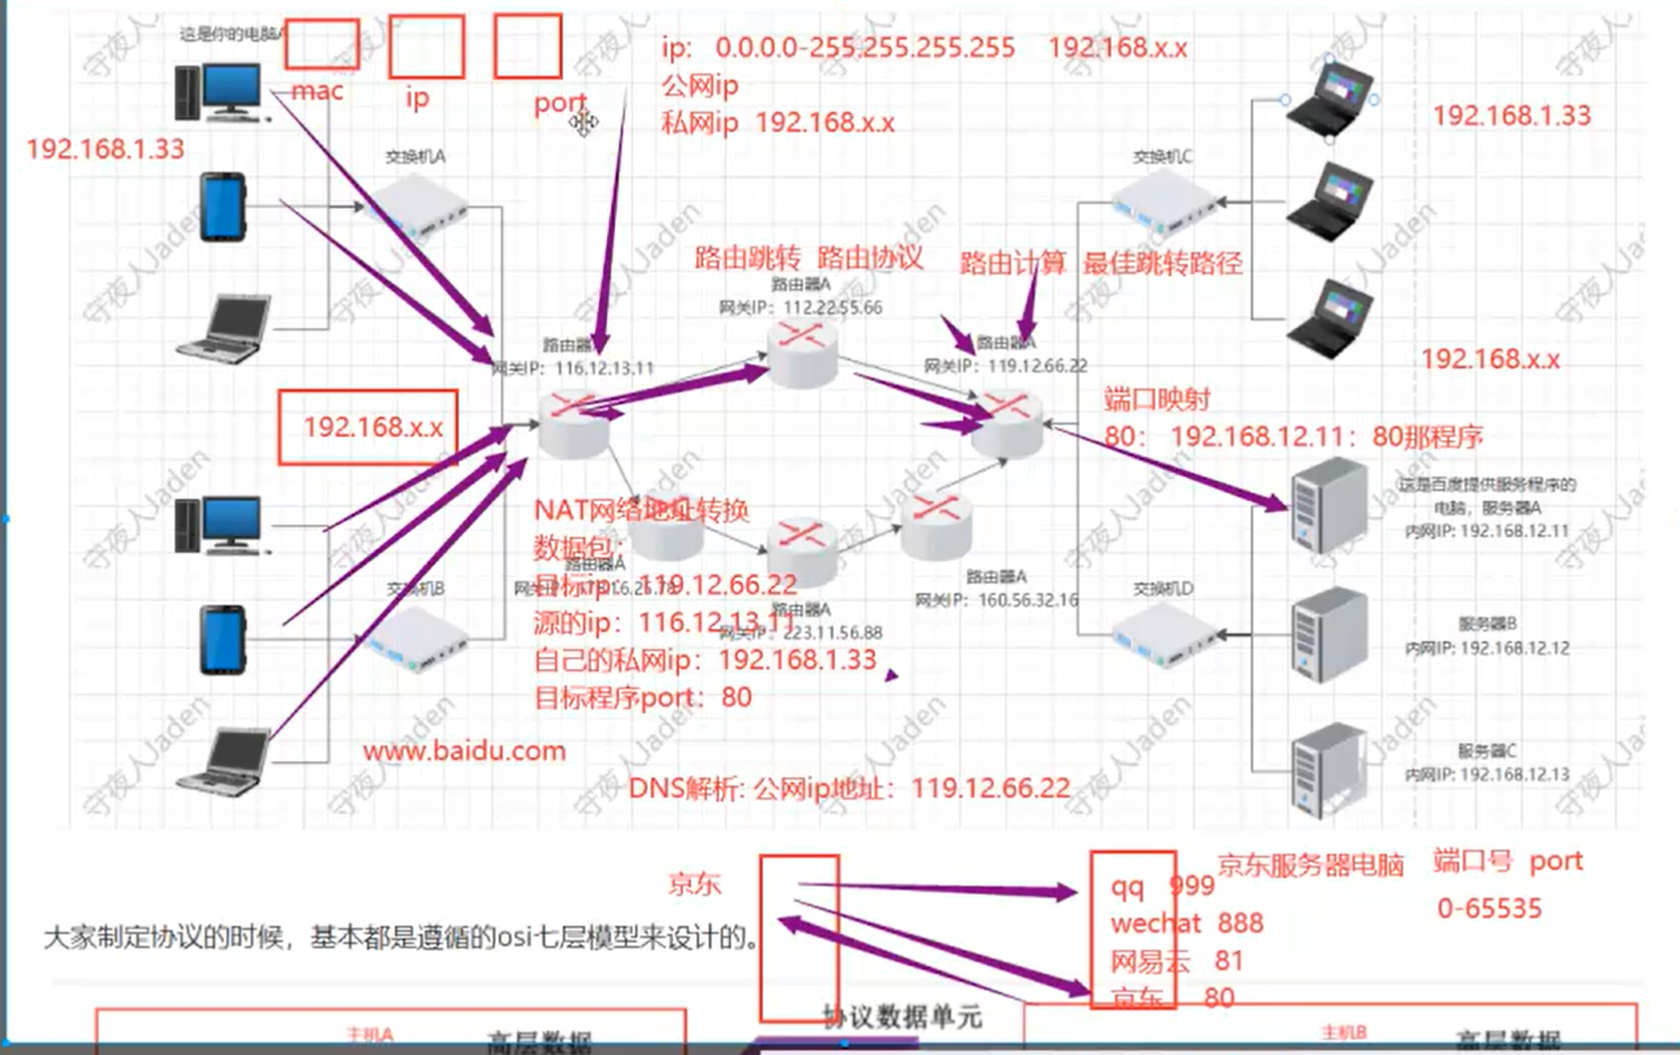 这是你的电脑A
mac
ip
port
ip: 0.0.0.0-255.255.255.255 192.168.x.x
公网ip
私网ip 192.168.x.x
192.168.1.33
192.168.1.33
交换机A
交换机C
路由跳转 路由协议
路由计算 最佳跳转路径
路由器A
网关IP: 112.22.55.66
路由器
网关IP: 116.12.13.11
路由器A
网关IP: 119.12.66.22
192.168.x.x
192.168.x.x
端口映射
80: 192.168.12.11: 80那程序
这是百度提供服务程序的
电脑, 服务器A
内网IP: 192.168.12.11
NAT网络地址转换
数据包:
路由器A
目标ip: 119.12.66.22
源的ip: 116.12.13.11
自己的私网ip: 192.168.1.33
目标程序port: 80
路由器A
网关IP: 223.11.56.88
路由器A
网关IP: 160.56.32.16
交换机B
交换机D
服务器B
内网IP: 192.168.12.12
服务器C
内网IP: 192.168.12.13
www.baidu.com
DNS解析: 公网ip地址: 119.12.66.22
守夜人Jaden
京东
京东服务器电脑
端口号 port
0-65535
qq 999
wechat 888
网易云 81
京东 80
大家制定协议的时候，基本都是遵循的osi七层模型来设计的。
协议数据单元
主机A
高层数据
主机B
高层数据